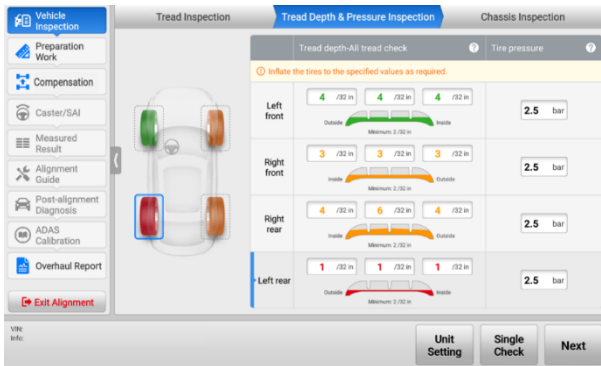 Vehicle Inspection
Tread Inspection
Tread Depth & Pressure Inspection
Chassis Inspection
Preparation Work
Compensation
Caster/SAI
Measured Result
Alignment Guide
Post-alignment Diagnosis
ADAS Calibration
Overhaul Report
Exit Alignment
Tread depth-All tread check ?
Tire pressure ?
Inflate the tires to the specified values as required.
Left front
4 /32 in 4 /32 in 4 /32 in
Outside Inside
Minimum: 2 /32 in
2.5 bar
Right front
3 /32 in 3 /32 in 3 /32 in
Inside Outside
Minimum: 2 /32 in
2.5 bar
Right rear
4 /32 in 6 /32 in 4 /32 in
Inside Outside
Minimum: 2 /32 in
2.5 bar
Left rear
1 /32 in 1 /32 in 1 /32 in
Outside Inside
Minimum: 2 /32 in
2.5 bar
VIN:
Info:
Unit Setting
Single Check
Next